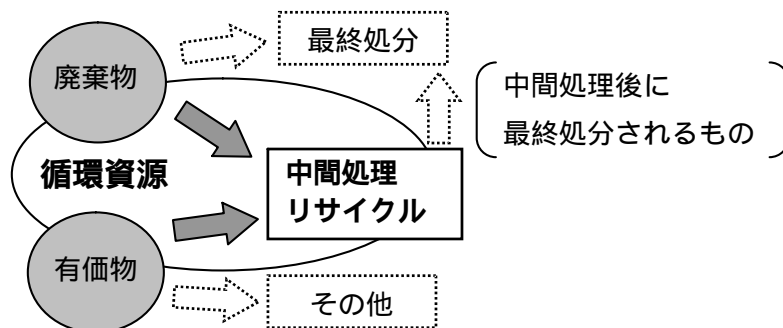 最終処分
廃棄物
中間処理後に
最終処分されるもの
循環資源
中間処理
リサイクル
有価物
その他